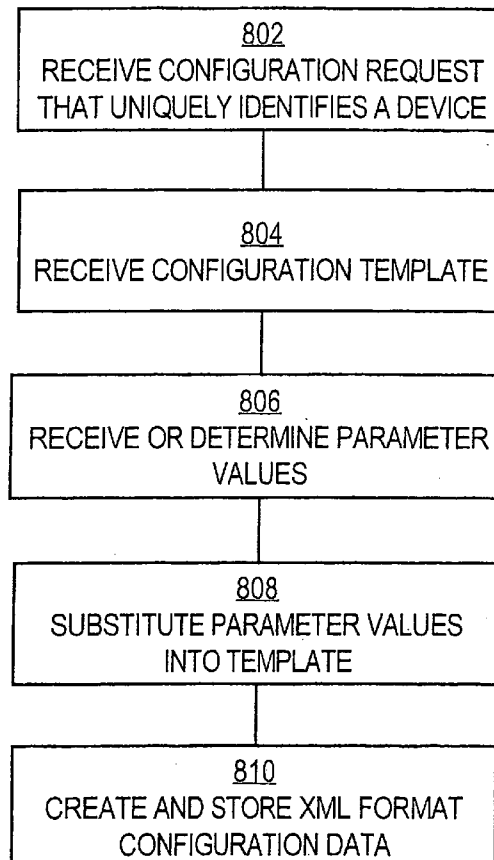 802
RECEIVE CONFIGURATION REQUEST
THAT UNIQUELY IDENTIFIES A DEVICE
804
RECEIVE CONFIGURATION TEMPLATE
806
RECEIVE OR DETERMINE PARAMETER
VALUES
808
SUBSTITUTE PARAMETER VALUES
INTO TEMPLATE
810
CREATE AND STORE XML FORMAT
CONFIGURATION DATA